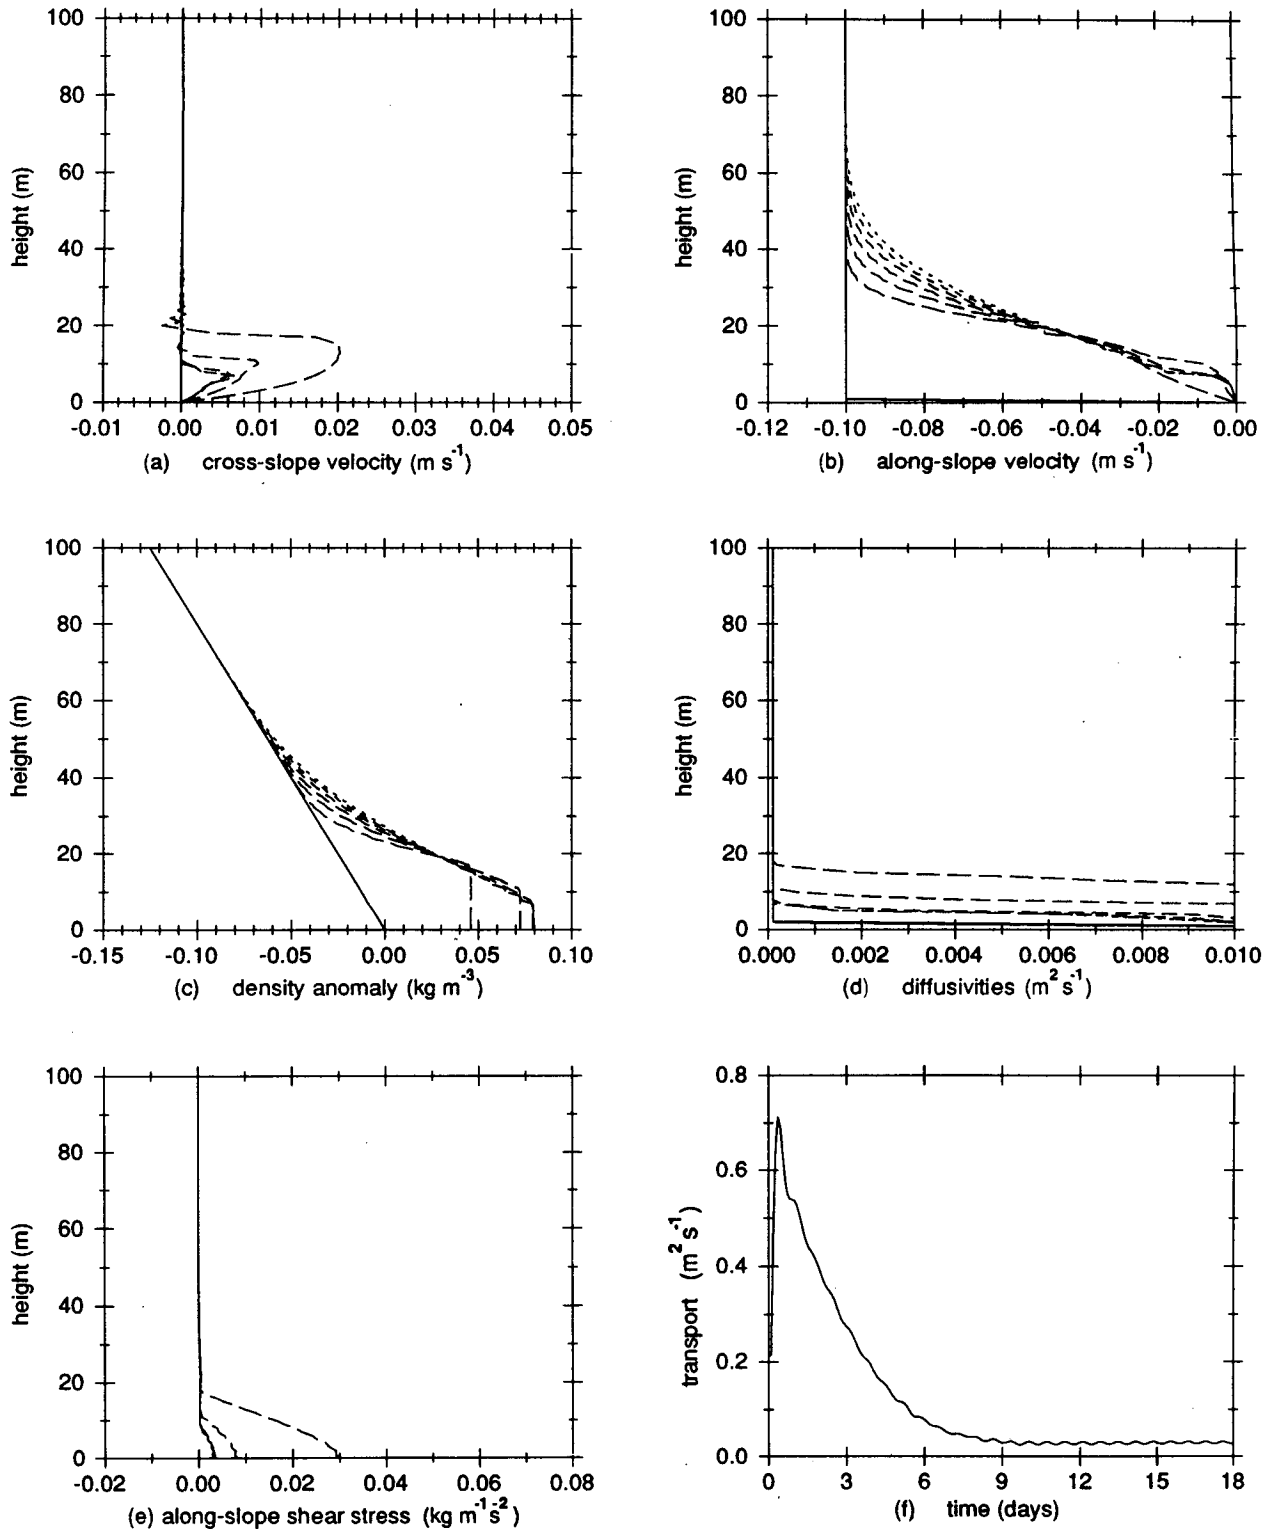 100
80
60
40
20
0
height (m)
-0.01 0.00 0.01 0.02 0.03 0.04 0.05
(a) cross-slope velocity (m s-1)
100
80
60
40
20
0
height (m)
-0.12 -0.10 -0.08 -0.06 -0.04 -0.02 0.00
(b) along-slope velocity (m s-1)
100
80
60
40
20
0
height (m)
-0.15 -0.10 -0.05 0.00 0.05 0.10
(c) density anomaly (kg m-3)
100
80
60
40
20
0
height (m)
0.000 0.002 0.004 0.006 0.008 0.010
(d) diffusivities (m2 s-1)
100
80
60
40
20
0
height (m)
-0.02 0.00 0.02 0.04 0.06 0.08
(e) along-slope shear stress (kg m-1s-2)
0.8
0.6
0.4
0.2
0.0
transport (m2 s-1)
0 3 6 9 12 15 18
(f) time (days)